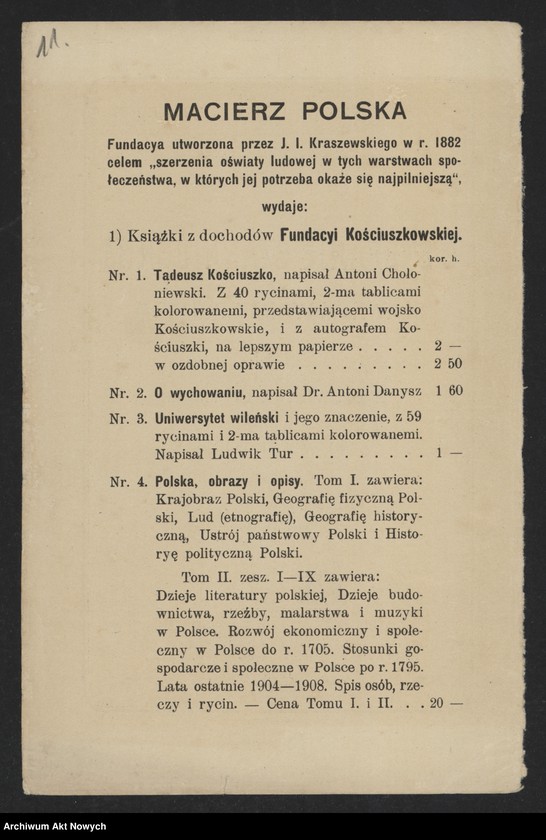 11.
MACIERZ POLSKA
Fundacya utworzona przez J. I. Kraszewskiego w r. 1882
celem „szerzenia oświaty ludowej w tych warstwach spo-
łeczeństwa, w których jej potrzeba okaże się najpilniejszą“,
wydaje:
1) Książki z dochodów Fundacyi Kościuszkowskiej.
kor. h.
Nr. 1. Tądeusz Kościuszko, napisał Antoni Choło-
niewski. Z 40 rycinami, 2-ma tablicami
kolorowanemi, przedstawiającemi wojsko
Kościuszkowskie, i z autografem Ko-
ściuszki, na lepszym papierze . . . . . 2 —
w ozdobnej oprawie . . . . . . . . . 2 50
Nr. 2. O wychowaniu, napisał Dr. Antoni Danysz 1 60
Nr. 3. Uniwersytet wileński i jego znaczenie, z 59
rycinami i 2-ma tablicami kolorowanemi.
Napisał Ludwik Tur . . . . . . . . . 1 —
Nr. 4. Polska, obrazy i opisy. Tom I. zawiera:
Krajobraz Polski, Geografię fizyczną Pol-
ski, Lud (etnografię), Geografię history-
czną, Ustrój państwowy Polski i Histo-
ryę polityczną Polski.
Tom II. zesz. I—IX zawiera:
Dzieje literatury polskiej, Dzieje budo-
wnictwa, rzeźby, malarstwa i muzyki
w Polsce. Rozwój ekonomiczny i społe-
czny w Polsce do r. 1705. Stosunki go-
spodarcze i społeczne w Polsce po r. 1795.
Lata ostatnie 1904—1908. Spis osób, rze-
czy i rycin. — Cena Tomu I. i II. . . 20 —
Archiwum Akt Nowych